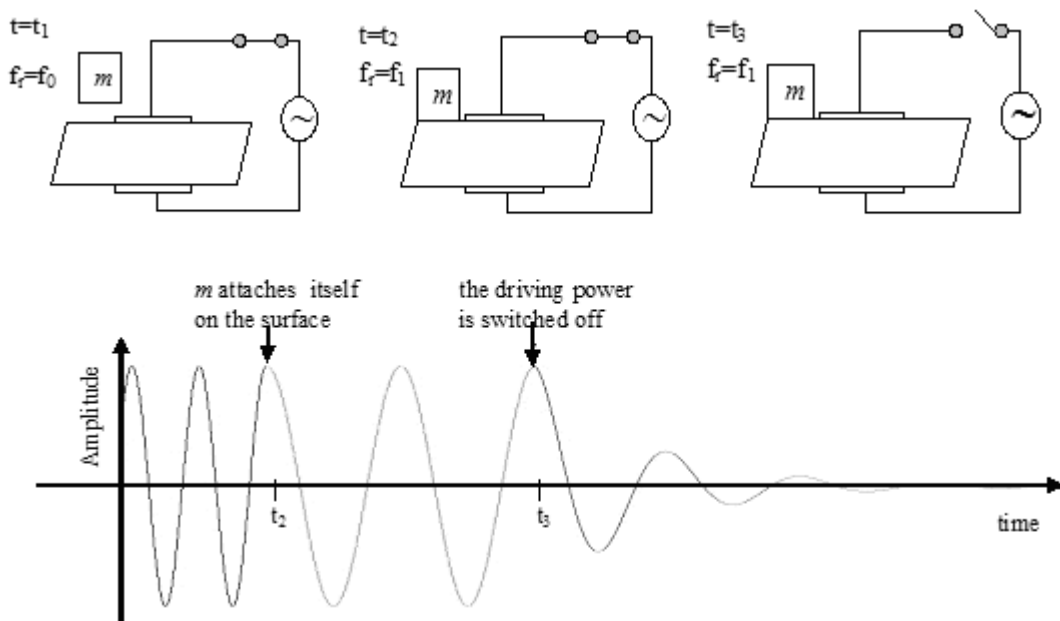 t=t₁
fᵣ=f₀
m
~
t=t₂
fᵣ=f₁
m
~
t=t₃
fᵣ=f₁
m
~
m attaches itself
on the surface
the driving power
is switched off
Amplitude
t₂
t₃
time